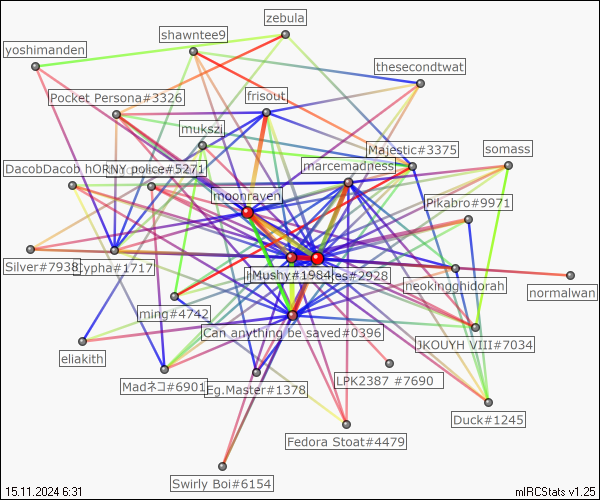 zebula
shawntee9
yoshimanden
thesecondtwat
Pocket Persona#3326
frisout
mukszi
Majestic#3375
somass
DacobDacob hORNY police#5271
marcemadness
moonraven
Pikabro#9971
Silver#7938
Cypha#1717
Mushy#1984
es#2928
neokingghidorah
normalwan
ming#4742
Can anything be saved#0396
JKOUYH VIII#7034
eliakith
Madネコ#6901
Eg.Master#1378
LPK2387 #7690
Duck#1245
Fedora Stoat#4479
Swirly Boi#6154
15.11.2024 6:31
mIRCStats v1.25